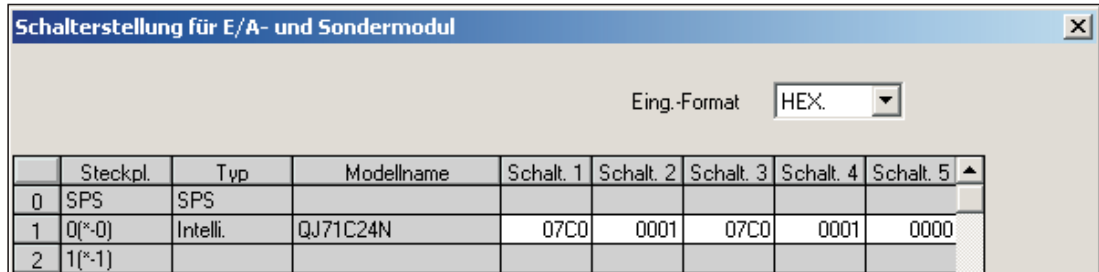 Schalterstellung für E/A- und Sondermodul
Eing.-Format HEX.
Steckpl. Typ Modellname Schalt. 1 Schalt. 2 Schalt. 3 Schalt. 4 Schalt. 5
0 SPS SPS
1 0(*-0) Intelli. QJ71C24N 07C0 0001 07C0 0001 0000
2 1(*-1)